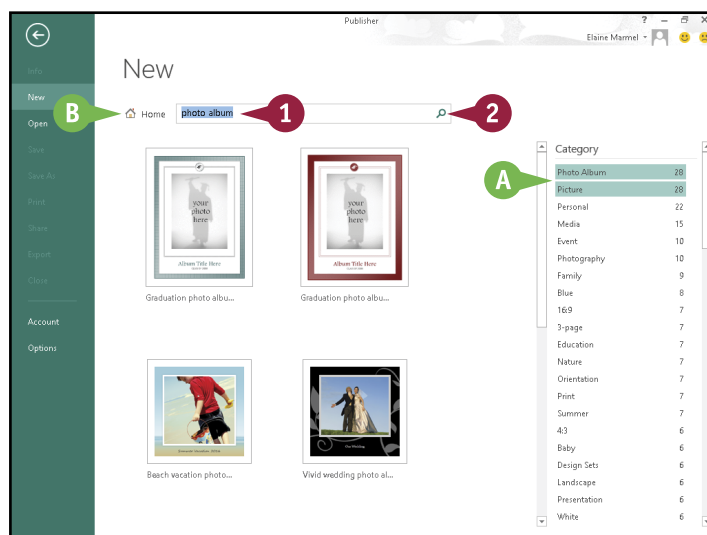 Publisher
?
Elaine Marmel
Info
New
Open
Save
Save As
Print
Share
Export
Close
Account
Options
New
B
Home
photo album
1
2
A
your
photo
here
Album Title Here
Graduation photo albu...
your
photo
here
Album Title Here
Graduation photo albu...
Beach vacation photo...
Vivid wedding photo al...
Category
Photo Album 28
Picture 28
Personal 22
Media 15
Event 10
Photography 10
Family 9
Blue 8
16:9 7
3-page 7
Education 7
Nature 7
Orientation 7
Print 7
Summer 7
4:3 6
Baby 6
Design Sets 6
Landscape 6
Presentation 6
White 6